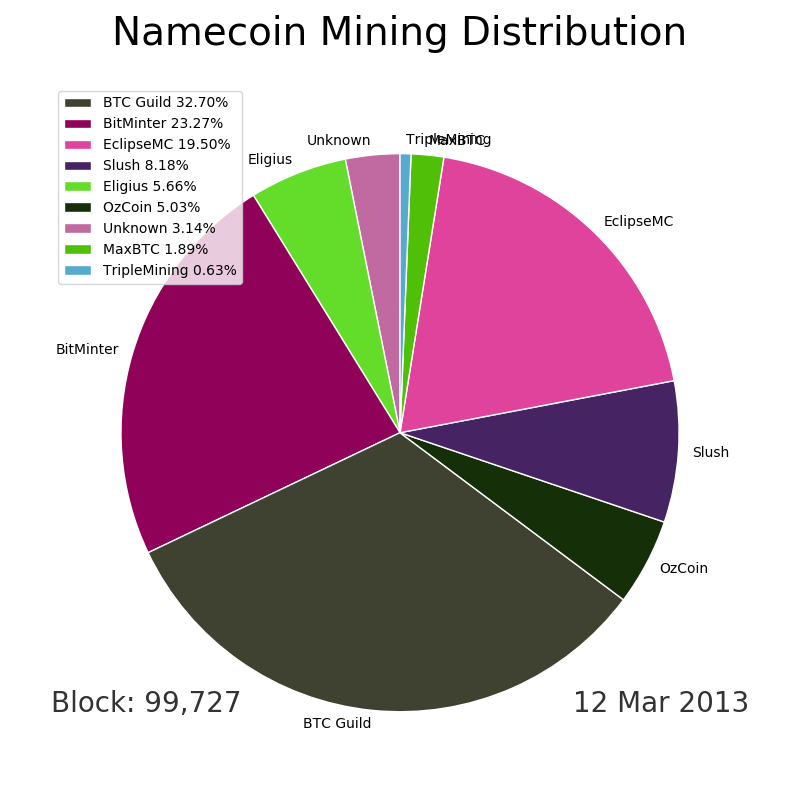 Namecoin Mining Distribution
BTC Guild 32.70%
BitMinter 23.27%
EclipseMC 19.50%
Slush 8.18%
Eligius 5.66%
OzCoin 5.03%
Unknown 3.14%
MaxBTC 1.89%
TripleMining 0.63%
Unknown
TripleMining
MaxBTC
Eligius
EclipseMC
BitMinter
Slush
OzCoin
BTC Guild
Block: 99,727
12 Mar 2013